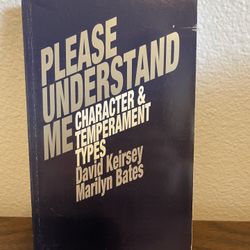 PLEASE
UNDERSTAND
ME
CHARACTER &
TEMPERAMENT
TYPES
David Keirsey
Marilyn Bates